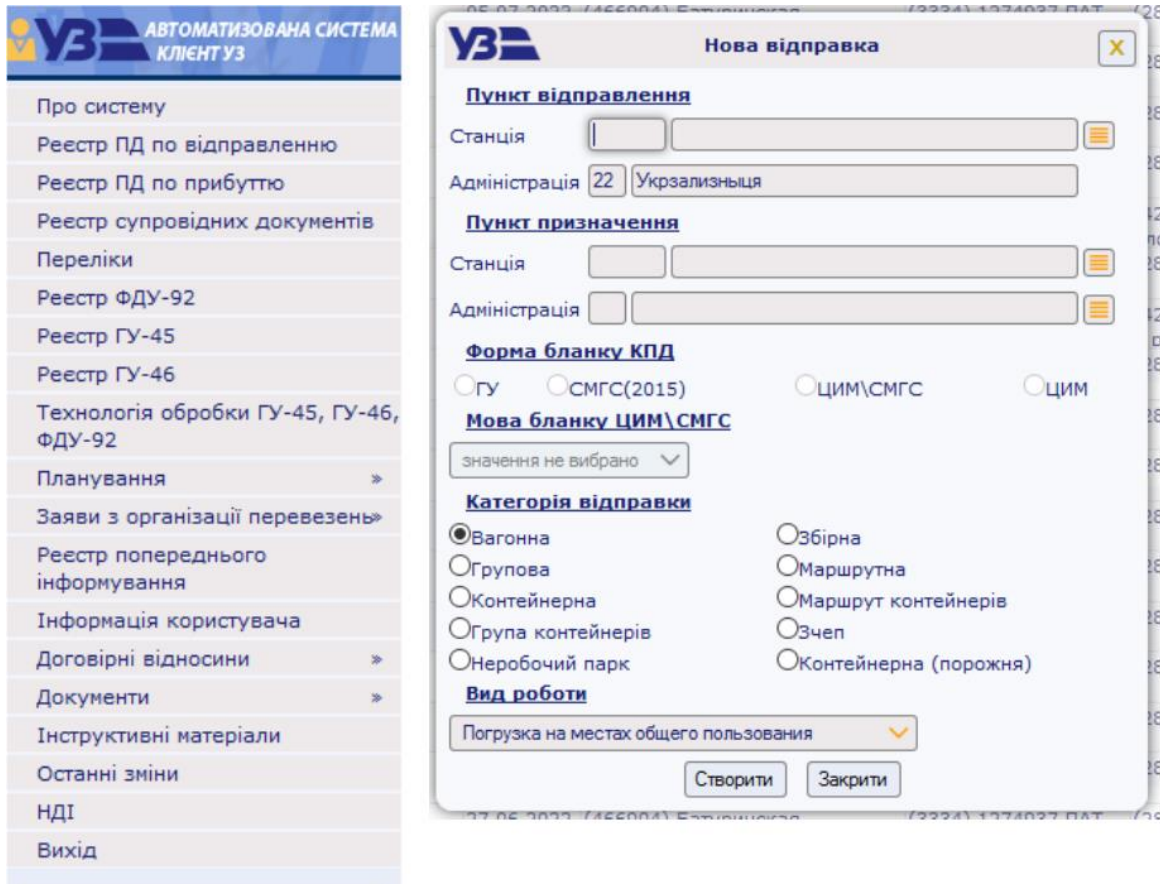 УЗ
АВТОМАТИЗОВАНА СИСТЕМА
КЛІЄНТ УЗ
Про систему
Реєстр ПД по відправленню
Реєстр ПД по прибуттю
Реєстр супровідних документів
Переліки
Реєстр ФДУ-92
Реєстр ГУ-45
Реєстр ГУ-46
Технологія обробки ГУ-45, ГУ-46,
ФДУ-92
Планування »
Заяви з організації перевезень»
Реєстр попереднього
інформування
Інформація користувача
Договірні відносини »
Документи »
Інструктивні матеріали
Останні зміни
НДІ
Вихід
УЗ
Нова відправка
X
Пункт відправлення
Станція
Адміністрація 22 Укрзализныця
Пункт призначення
Станція
Адміністрація
Форма бланку КПД
ГУ СМГС(2015) ЦИМ\СМГС ЦИМ
Мова бланку ЦИМ\СМГС
значення не вибрано
Категорія відправки
Вагонна Збірна
Групова Маршрутна
Контейнерна Маршрут контейнерів
Група контейнерів Зчеп
Неробочий парк Контейнерна (порожня)
Вид роботи
Погрузка на местах общего пользования
Створити Закрити